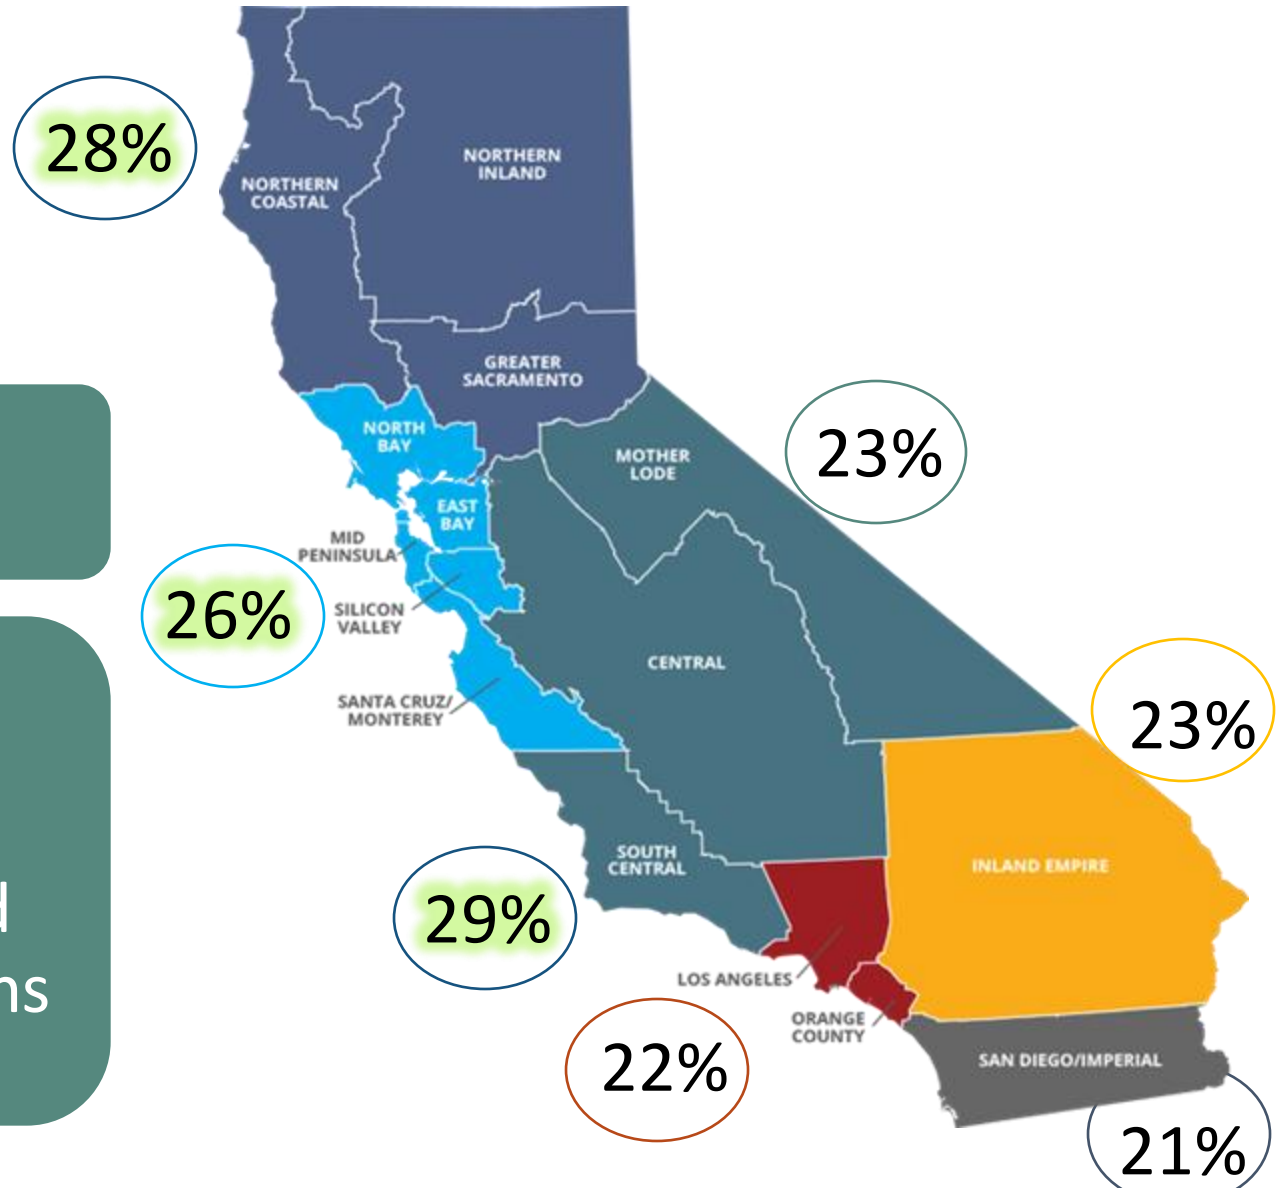 28%
NORTHERN
COASTAL
NORTHERN
INLAND
GREATER
SACRAMENTO
NORTH
BAY
MOTHER
LODE
23%
EAST
BAY
MID
PENINSULA
26%
SILICON
VALLEY
CENTRAL
SANTA CRUZ/
MONTEREY
23%
SOUTH
CENTRAL
INLAND EMPIRE
29%
LOS ANGELES
ORANGE
COUNTY
22%
SAN DIEGO/IMPERIAL
21%